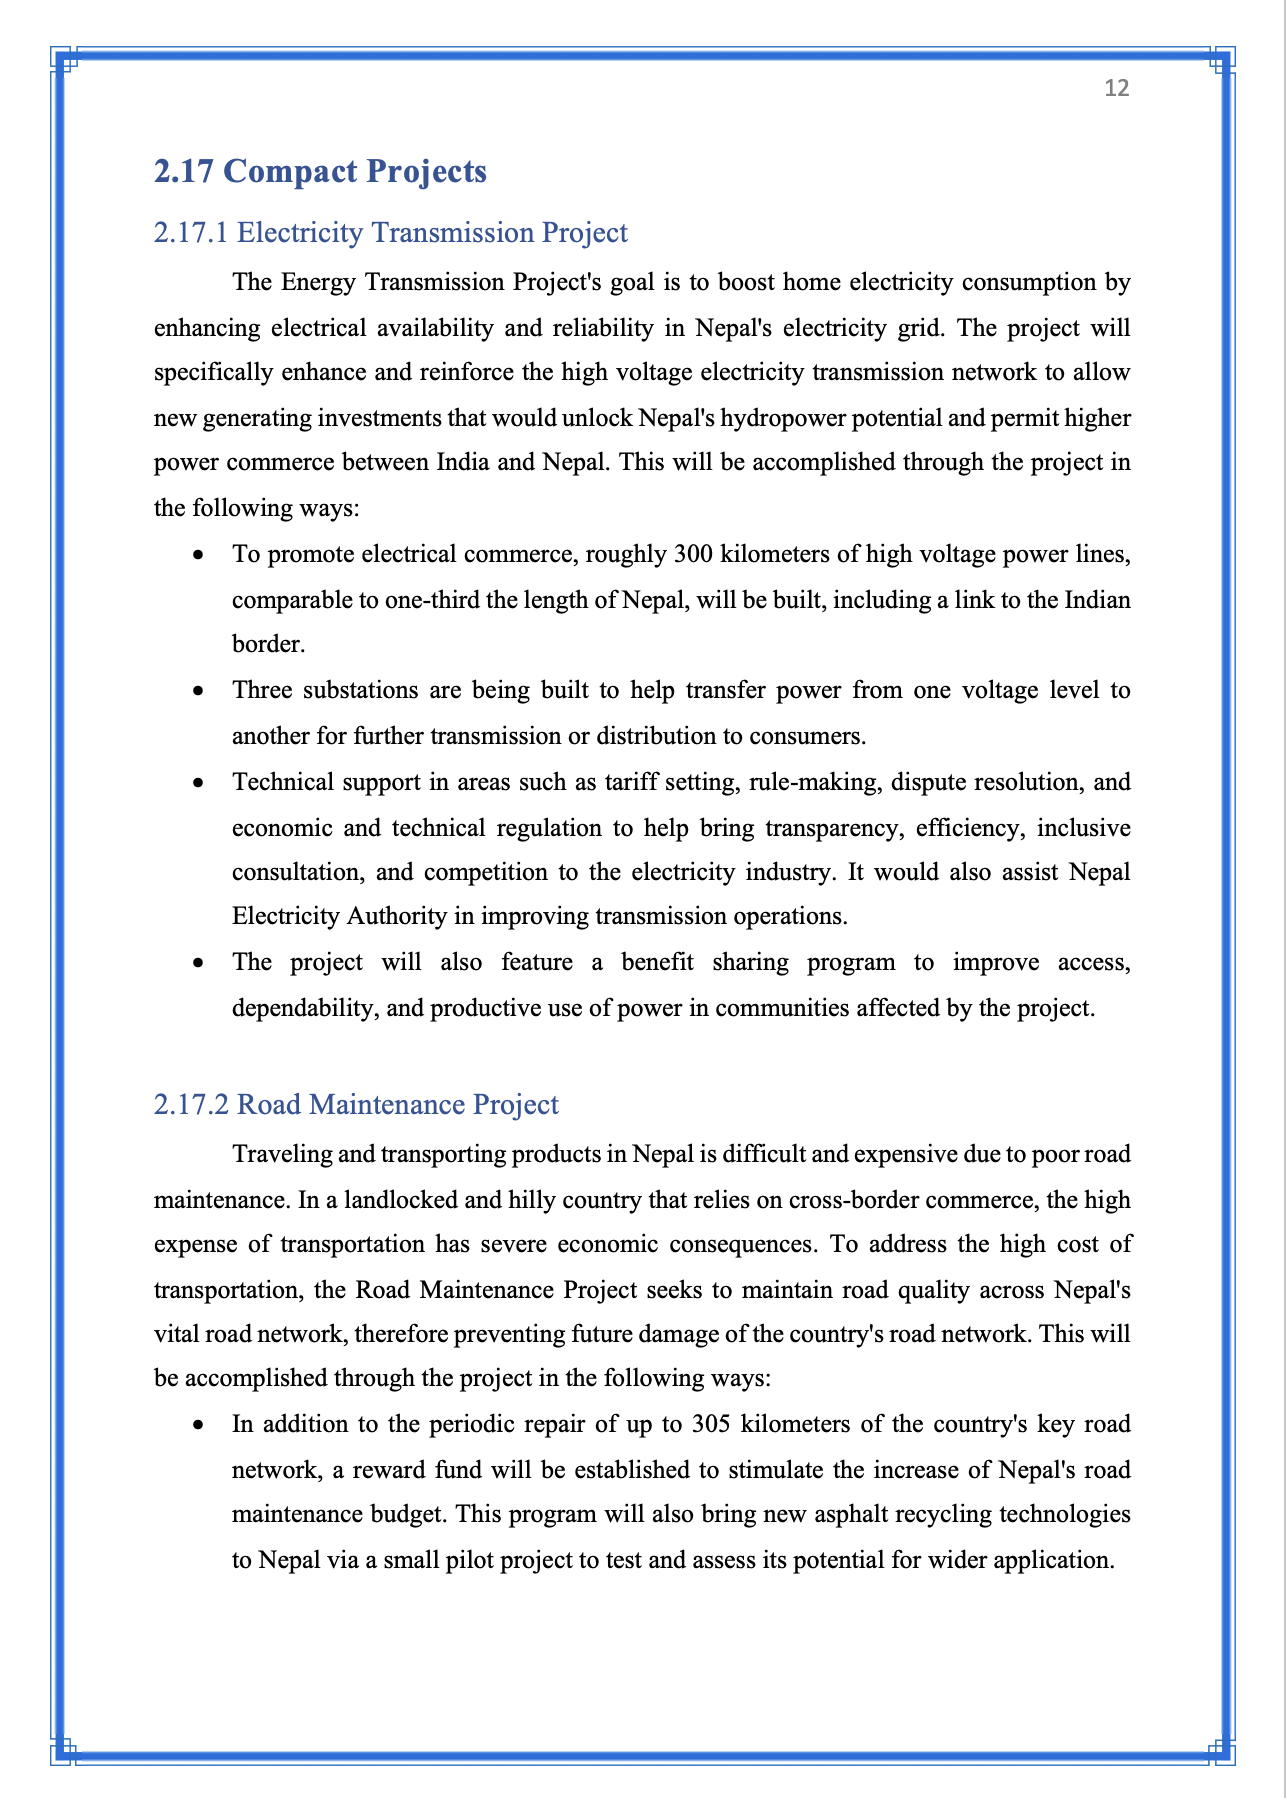 12
2.17 Compact Projects
2.17.1 Electricity Transmission Project
The Energy Transmission Project's goal is to boost home electricity consumption by
enhancing electrical availability and reliability in Nepal's electricity grid. The project will
specifically enhance and reinforce the high voltage electricity transmission network to allow
new generating investments that would unlock Nepal's hydropower potential and permit higher
power commerce between India and Nepal. This will be accomplished through the project in
the following ways:
• To promote electrical commerce, roughly 300 kilometers of high voltage power lines,
comparable to one-third the length of Nepal, will be built, including a link to the Indian
border.
• Three substations are being built to help transfer power from one voltage level to
another for further transmission or distribution to consumers.
• Technical support in areas such as tariff setting, rule-making, dispute resolution, and
economic and technical regulation to help bring transparency, efficiency, inclusive
consultation, and competition to the electricity industry. It would also assist Nepal
Electricity Authority in improving transmission operations.
• The project will also feature a benefit sharing program to improve access,
dependability, and productive use of power in communities affected by the project.
2.17.2 Road Maintenance Project
Traveling and transporting products in Nepal is difficult and expensive due to poor road
maintenance. In a landlocked and hilly country that relies on cross-border commerce, the high
expense of transportation has severe economic consequences. To address the high cost of
transportation, the Road Maintenance Project seeks to maintain road quality across Nepal's
vital road network, therefore preventing future damage of the country's road network. This will
be accomplished through the project in the following ways:
• In addition to the periodic repair of up to 305 kilometers of the country's key road
network, a reward fund will be established to stimulate the increase of Nepal's road
maintenance budget. This program will also bring new asphalt recycling technologies
to Nepal via a small pilot project to test and assess its potential for wider application.